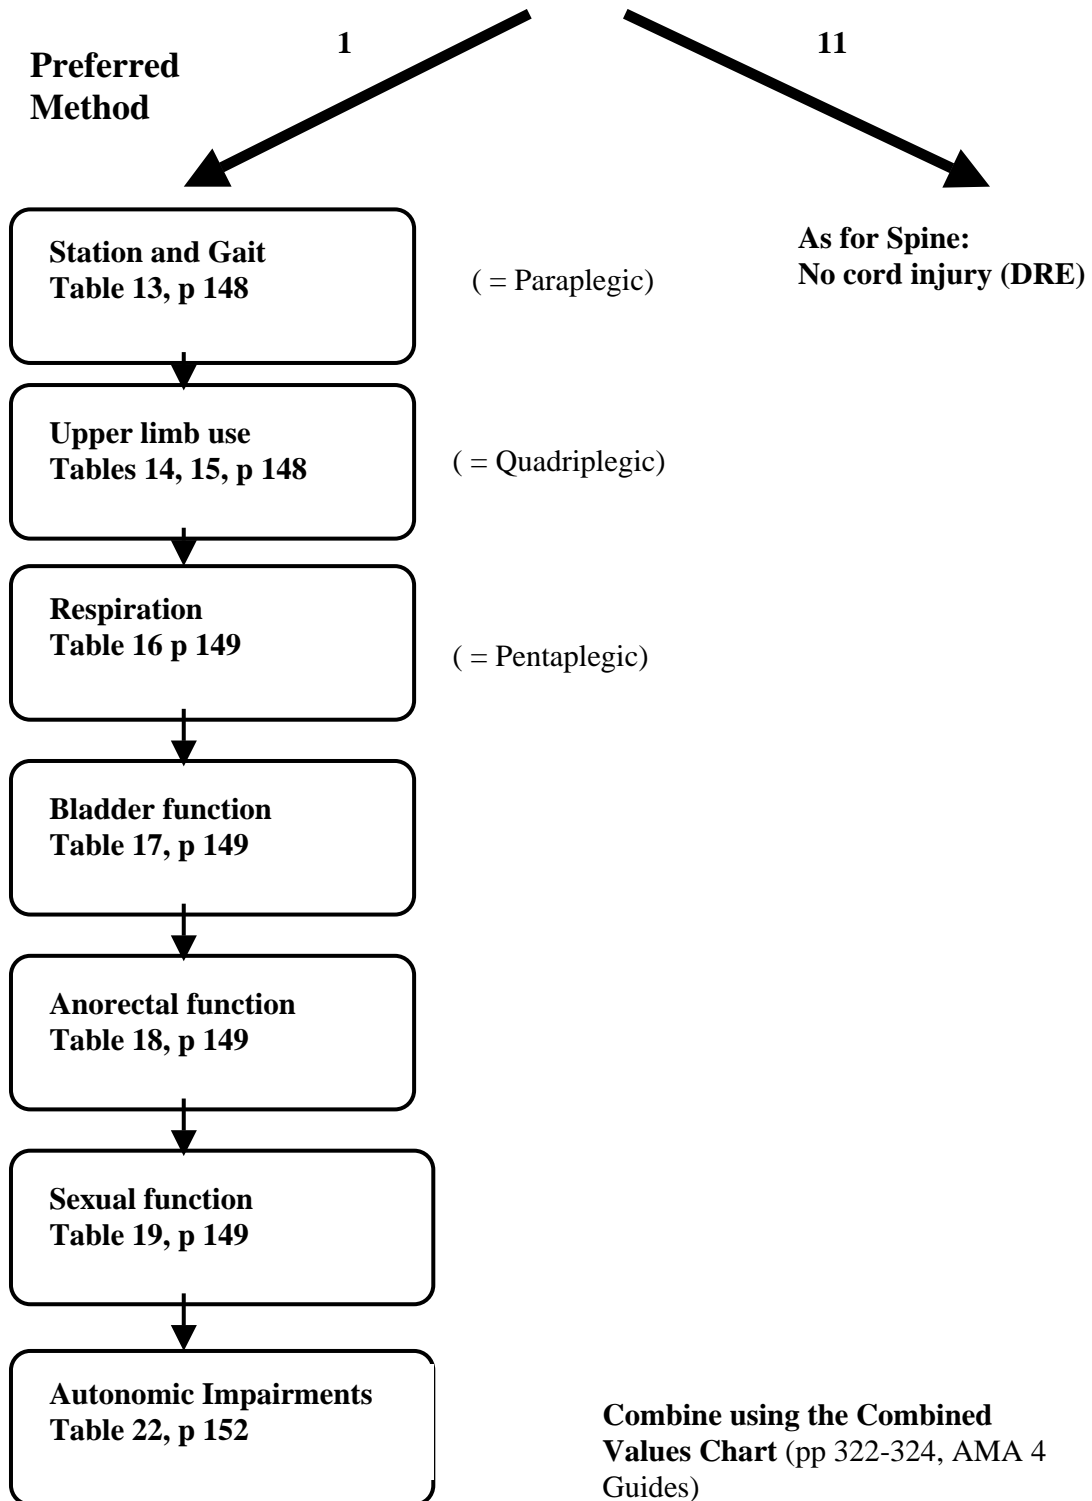 1
11
Preferred
Method
Station and Gait
Table 13, p 148
( = Paraplegic)
As for Spine:
No cord injury (DRE)
Upper limb use
Tables 14, 15, p 148
( = Quadriplegic)
Respiration
Table 16 p 149
( = Pentaplegic)
Bladder function
Table 17, p 149
Anorectal function
Table 18, p 149
Sexual function
Table 19, p 149
Autonomic Impairments
Table 22, p 152
Combine using the Combined
Values Chart (pp 322-324, AMA 4
Guides)